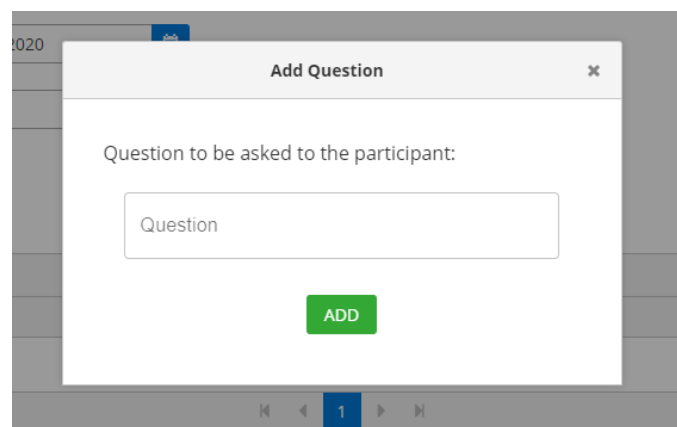 2020
Add Question
Question to be asked to the participant:
Question
ADD
1